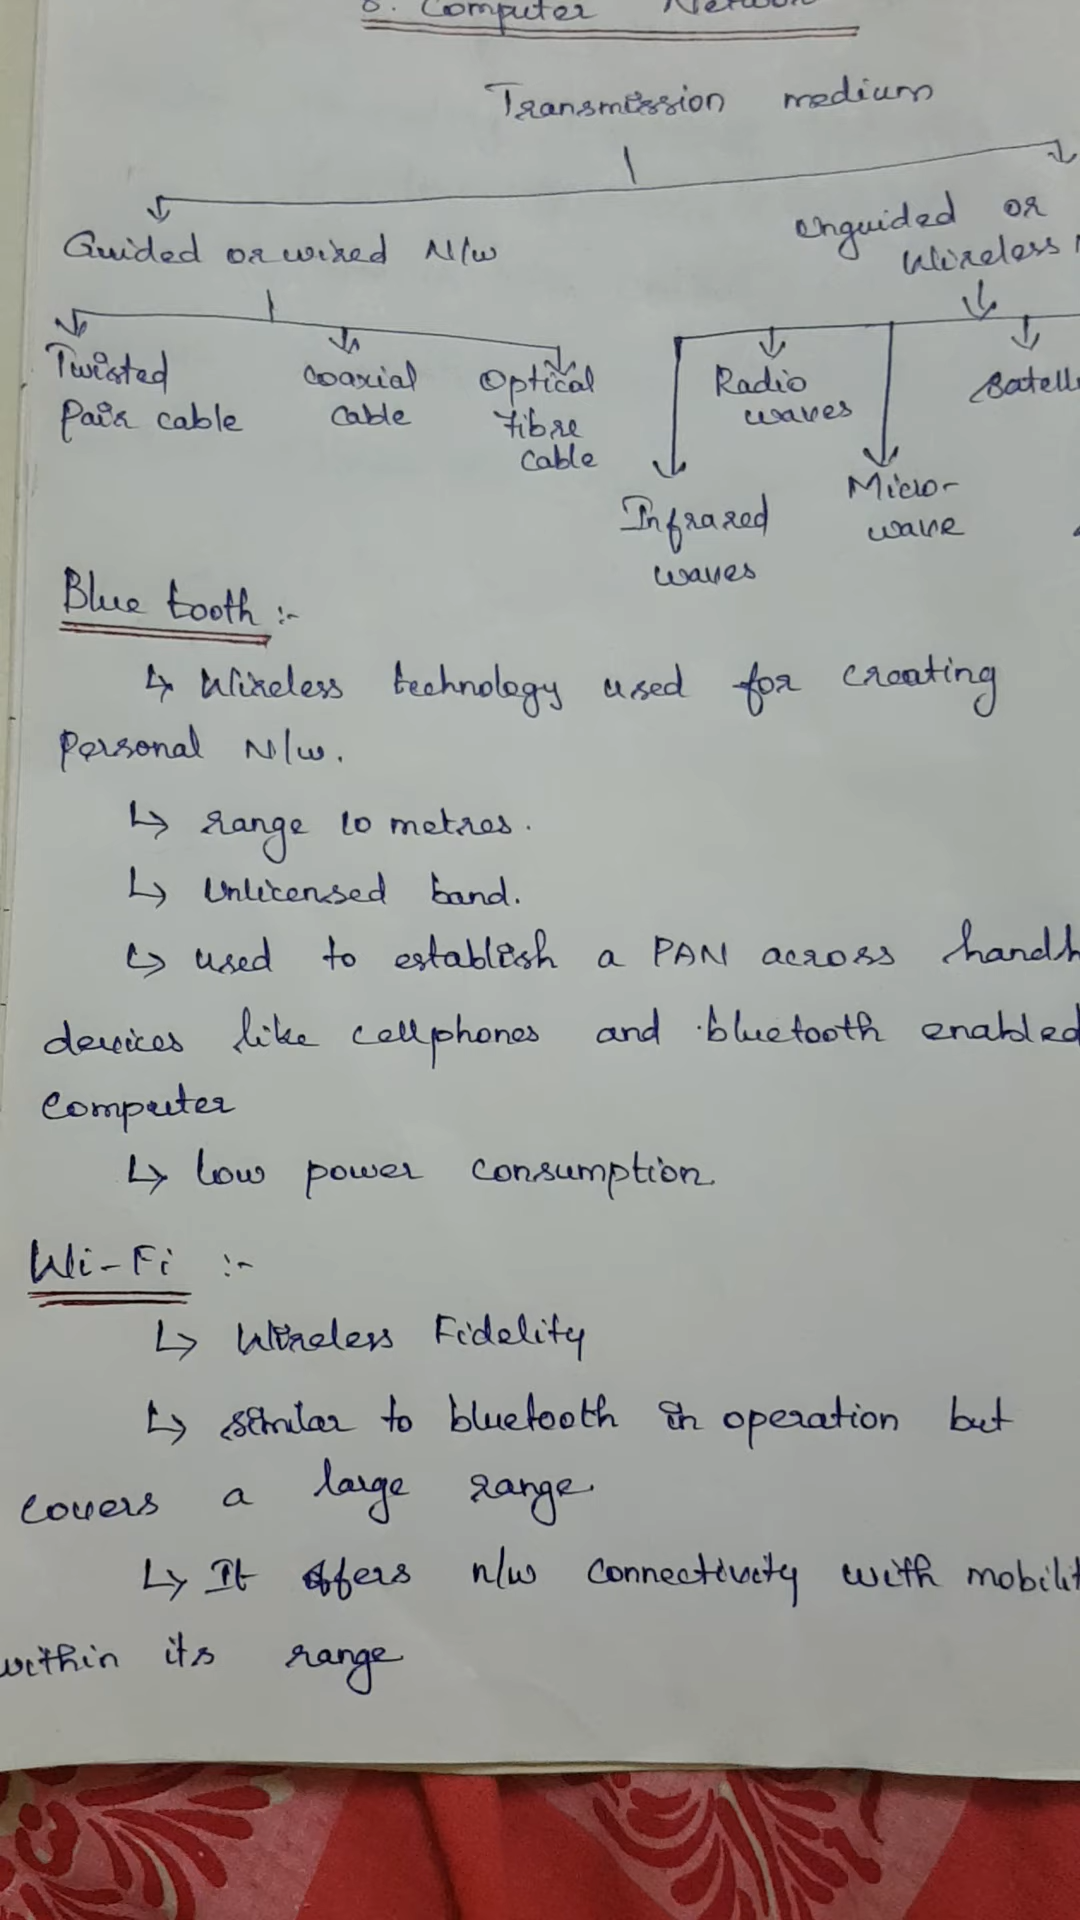 8. Computer Network
Transmission medium
Guided or wired N/w
unguided or
Wireless
Twisted
Pair cable
coaxial
cable
Optical
fibre
cable
Radio
waves
Infrared
waves
Micro-
wave
Blue tooth :-
↳ Wireless technology used for creating
Personal N/w.
↳ range 10 metres.
↳ Unlicensed band.
↳ used to establish a PAN across
devices like cellphones and bluetooth enabled
Computer
↳ low power consumption.
Wi-Fi :-
↳ Wireless Fidelity
↳ similar to bluetooth in operation but
covers a large range.
↳ It offers n/w connectivity with
within its range